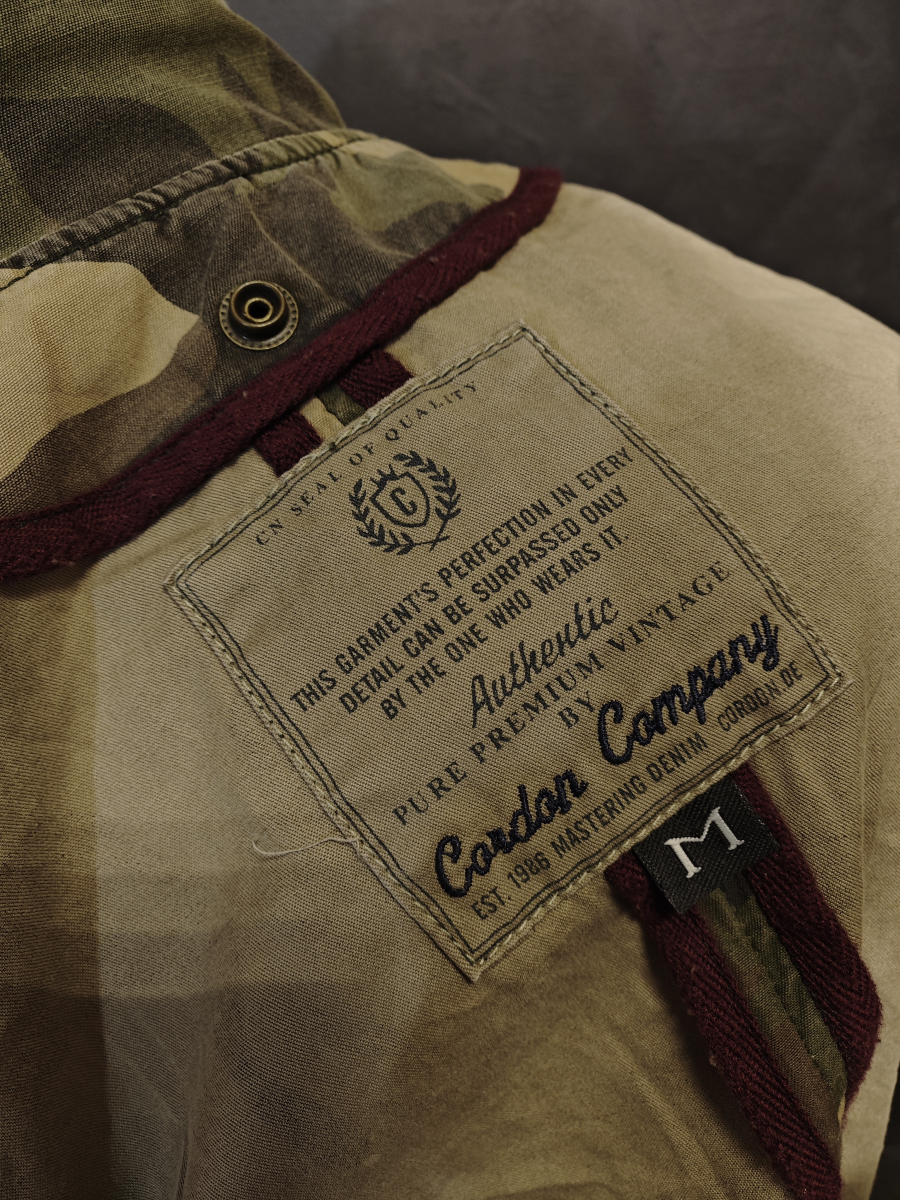 CN SEAL OF QUALITY
C
THIS GARMENT'S PERFECTION IN EVERY
DETAIL CAN BE SURPASSED ONLY
BY THE ONE WHO WEARS IT.
Authentic
PURE PREMIUM VINTAGE
BY
Cordon Company
EST. 1986 MASTERING DENIM CORDON.DE
M